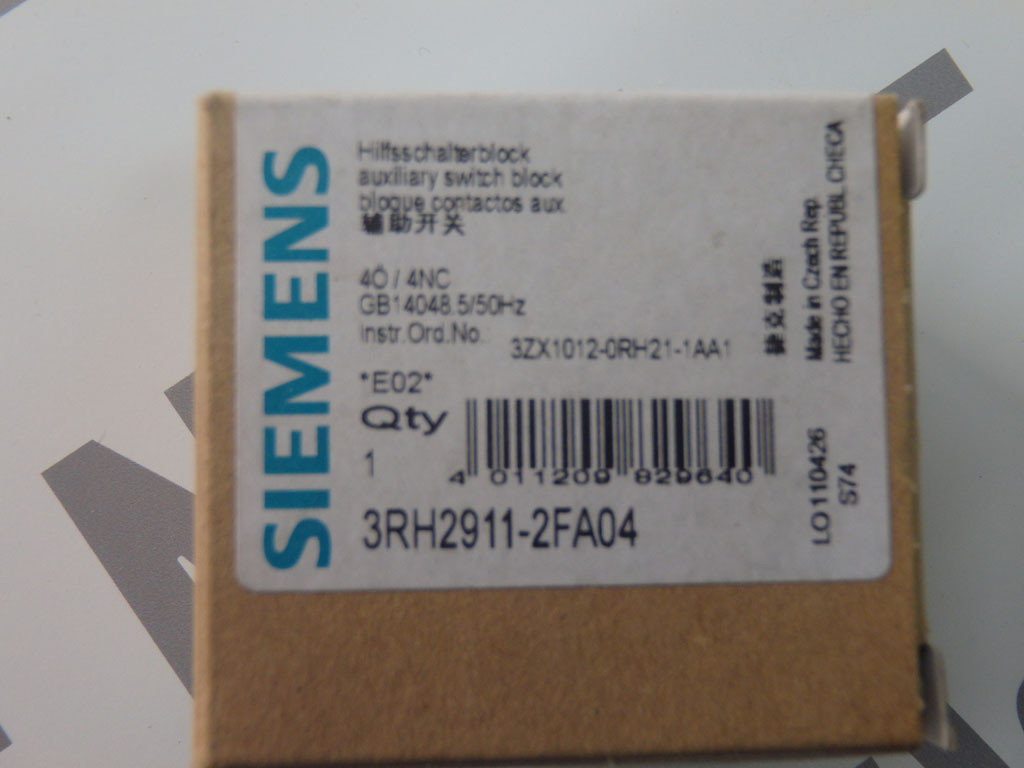 SIEMENS
Hilfsschalterblock
auxiliary switch block
bloque contactos aux.
辅助开关
4Ö / 4NC
GB14048.5/50Hz
Instr.Ord.No.: 3ZX1012-0RH21-1AA1
*E02*
Qty
1
4 011209 829640
3RH2911-2FA04
捷克制造
Made in Czech Rep.
HECHO EN REPUBL.CHECA
LO110426
S74